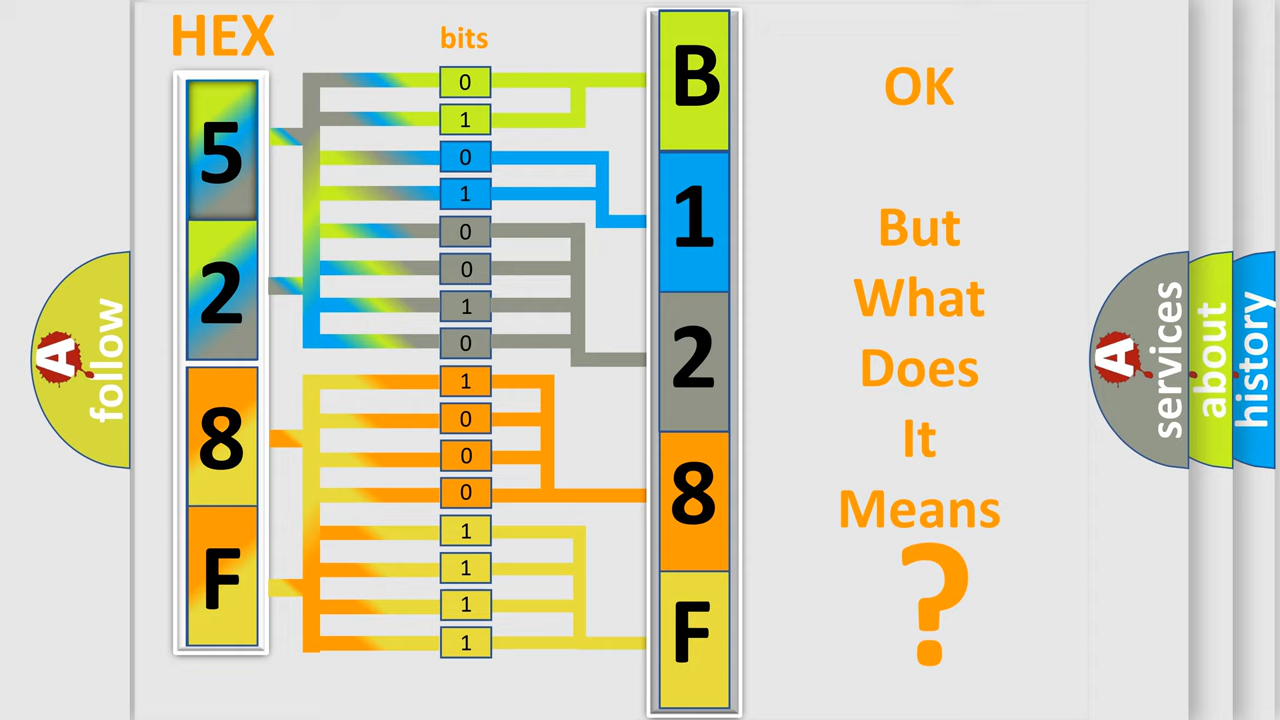 HEX
bits
5
2
8
F
0
1
0
1
0
0
1
0
1
0
0
0
1
1
1
1
B
1
2
8
F
OK
But
What
Does
It
Means
?
A
follow
A
services
about
history